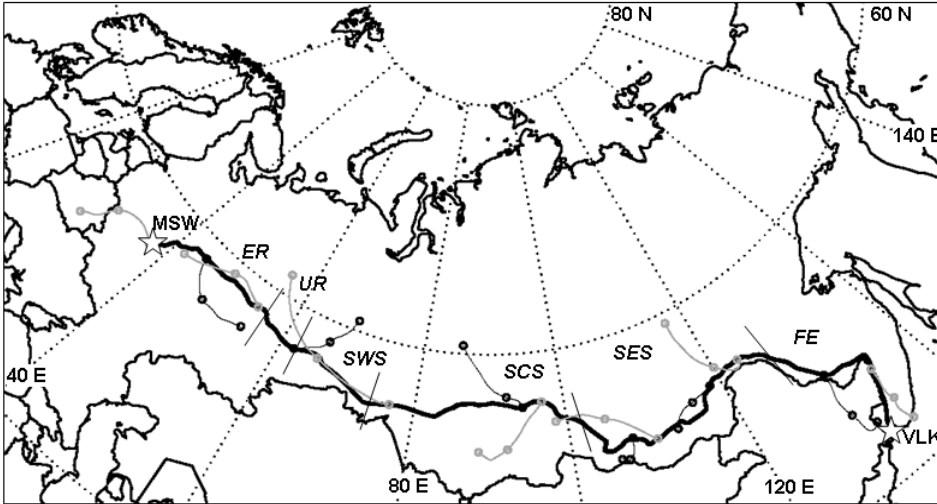 80 N
60 N
140 E
MSW
ER
UR
FE
SWS
SES
SCS
40 E
VLK
80 E
120 E